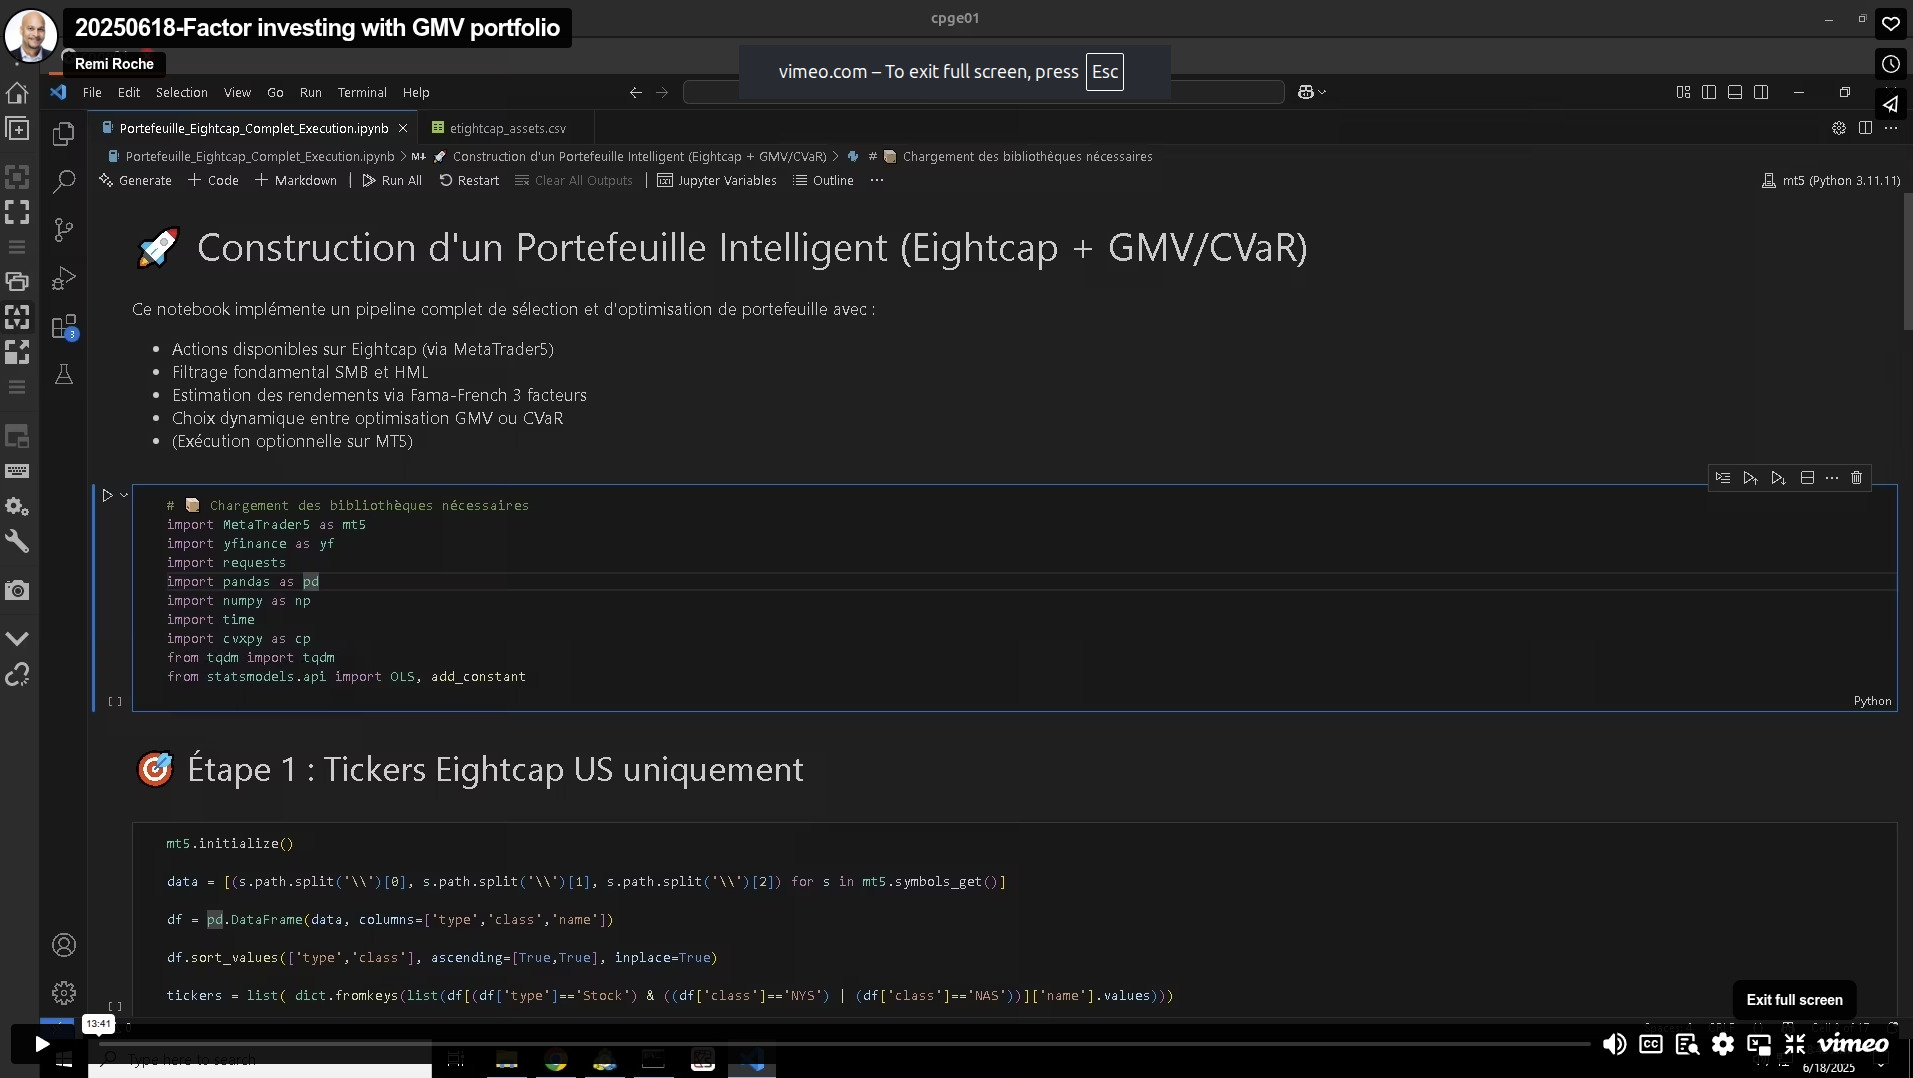 cpge01
20250618-Factor investing with GMV portfolio
Remi Roche
vimeo.com – To exit full screen, press Esc
File Edit Selection View Go Run Terminal Help
Portefeuille_Eightcap_Complet_Execution.ipynb
etightcap_assets.csv
Portefeuille_Eightcap_Complet_Execution.ipynb > M↓ 🚀 Construction d'un Portefeuille Intelligent (Eightcap + GMV/CVaR) > # 📦 Chargement des bibliothèques nécessaires
Generate + Code + Markdown | Run All Restart Clear All Outputs | Jupyter Variables Outline ...
mt5 (Python 3.11.11)
🚀 Construction d'un Portefeuille Intelligent (Eightcap + GMV/CVaR)
Ce notebook implémente un pipeline complet de sélection et d'optimisation de portefeuille avec :
• Actions disponibles sur Eightcap (via MetaTrader5)
• Filtrage fondamental SMB et HML
• Estimation des rendements via Fama-French 3 facteurs
• Choix dynamique entre optimisation GMV ou CVaR
• (Exécution optionnelle sur MT5)
3
# 📦 Chargement des bibliothèques nécessaires
import MetaTrader5 as mt5
import yfinance as yf
import requests
import pandas as pd
import numpy as np
import time
import cvxpy as cp
from tqdm import tqdm
from statsmodels.api import OLS, add_constant
[ ]
Python
🎯 Étape 1 : Tickers Eightcap US uniquement
mt5.initialize()
data = [(s.path.split('\\')[0], s.path.split('\\')[1], s.path.split('\\')[2]) for s in mt5.symbols_get()]
df = pd.DataFrame(data, columns=['type','class','name'])
df.sort_values(['type','class'], ascending=[True,True], inplace=True)
tickers = list( dict.fromkeys(list(df[(df['type']=='Stock') & ((df['class']=='NYS') | (df['class']=='NAS'))]['name'].values)))
[ ]
Exit full screen
13:41
CC
vimeo
Type here to search
6/18/2025